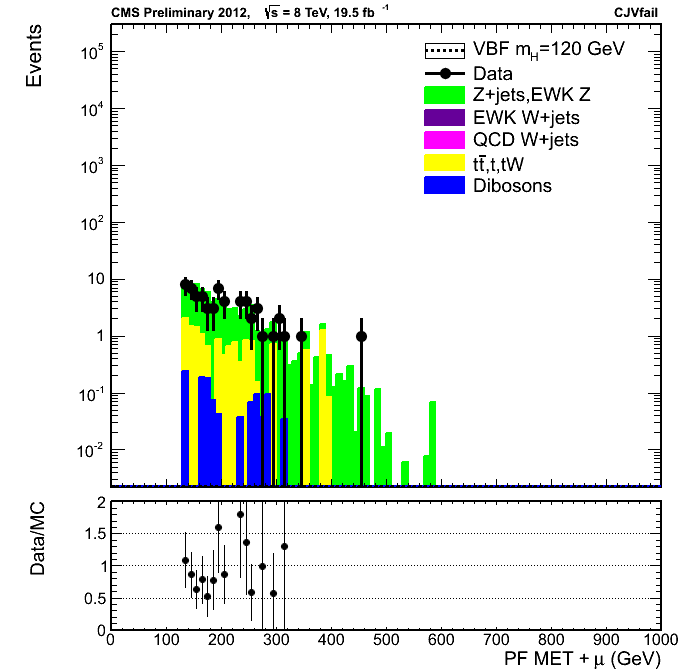 CMS Preliminary 2012, √s = 8 TeV, 19.5 fb⁻¹ CJVfail
Events
VBF m_H=120 GeV
Data
Z+jets,EWK Z
EWK W+jets
QCD W+jets
tt̄,t,tW
Dibosons
10⁵
10⁴
10³
10²
10
1
10⁻¹
10⁻²
Data/MC
2
1.5
1
0.5
0
0 100 200 300 400 500 600 700 800 900 1000
PF MET + μ (GeV)